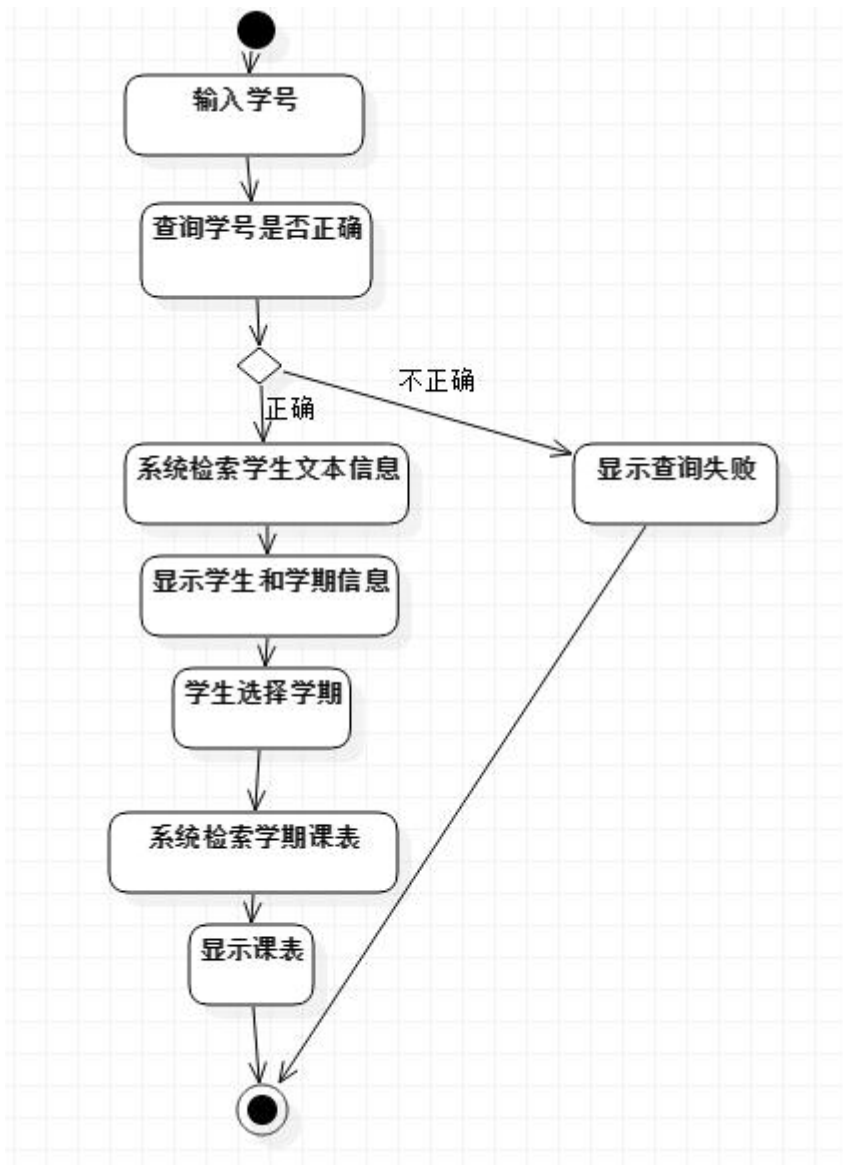 输入学号
查询学号是否正确
不正确
正确
系统检索学生文本信息
显示查询失败
显示学生和学期信息
学生选择学期
系统检索学期课表
显示课表